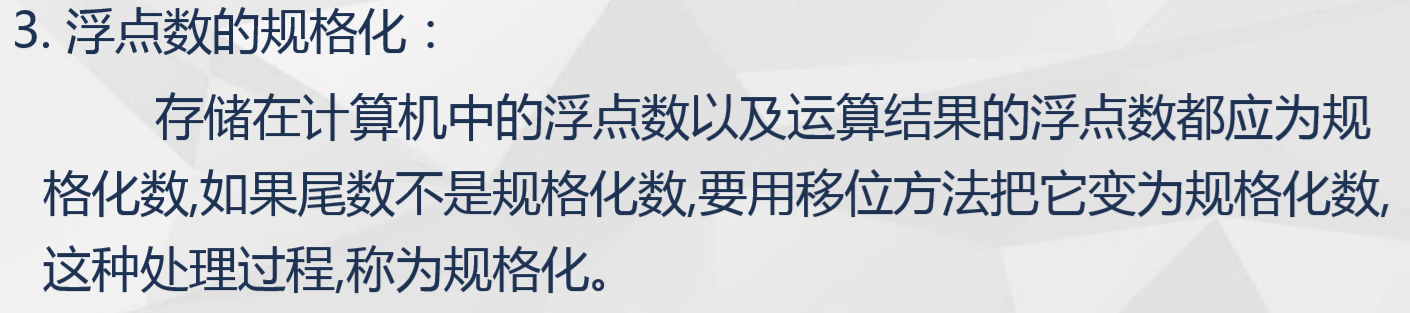 3. 浮点数的规格化：
存储在计算机中的浮点数以及运算结果的浮点数都应为规
格化数,如果尾数不是规格化数,要用移位方法把它变为规格化数,
这种处理过程,称为规格化。